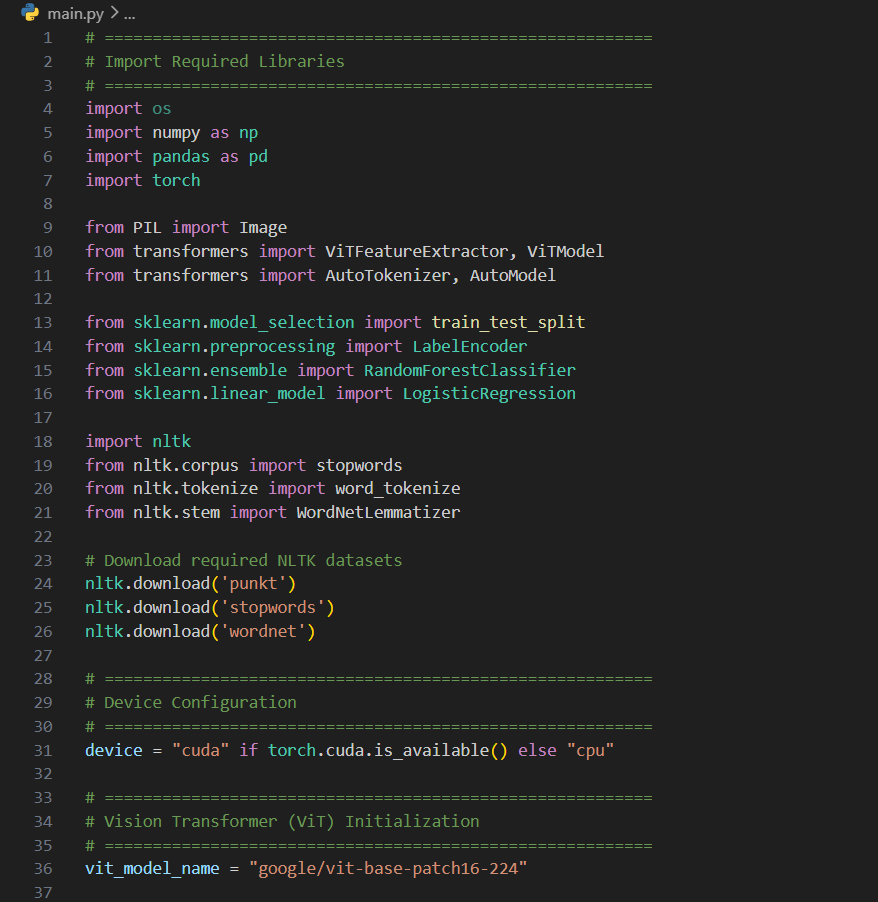 main.py > ...
1 # =========================================================
2 # Import Required Libraries
3 # =========================================================
4 import os
5 import numpy as np
6 import pandas as pd
7 import torch
8
9 from PIL import Image
10 from transformers import ViTFeatureExtractor, ViTModel
11 from transformers import AutoTokenizer, AutoModel
12
13 from sklearn.model_selection import train_test_split
14 from sklearn.preprocessing import LabelEncoder
15 from sklearn.ensemble import RandomForestClassifier
16 from sklearn.linear_model import LogisticRegression
17
18 import nltk
19 from nltk.corpus import stopwords
20 from nltk.tokenize import word_tokenize
21 from nltk.stem import WordNetLemmatizer
22
23 # Download required NLTK datasets
24 nltk.download('punkt')
25 nltk.download('stopwords')
26 nltk.download('wordnet')
27
28 # =========================================================
29 # Device Configuration
30 # =========================================================
31 device = "cuda" if torch.cuda.is_available() else "cpu"
32
33 # =========================================================
34 # Vision Transformer (ViT) Initialization
35 # =========================================================
36 vit_model_name = "google/vit-base-patch16-224"
37